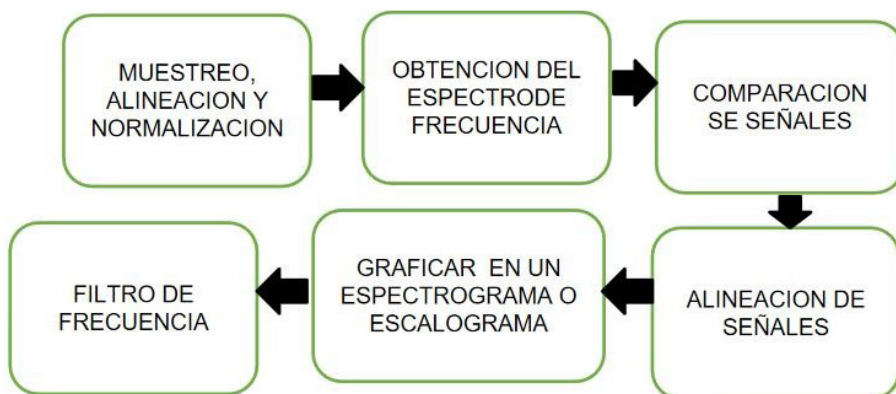 MUESTREO,
ALINEACION Y
NORMALIZACION
OBTENCION DEL
ESPECTRODE
FRECUENCIA
COMPARACION
SE SEÑALES
ALINEACION DE
SEÑALES
GRAFICAR EN UN
ESPECTROGRAMA O
ESCALOGRAMA
FILTRO DE
FRECUENCIA